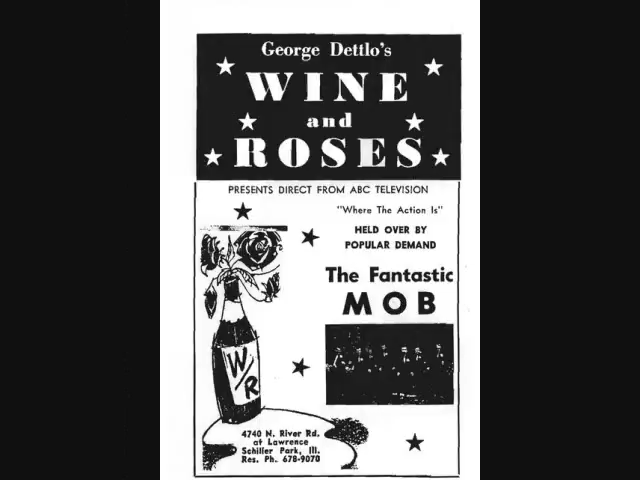 George Dettlo's
WINE
and
ROSES
PRESENTS DIRECT FROM ABC TELEVISION
"Where The Action Is"
HELD OVER BY
POPULAR DEMAND
The Fantastic
MOB
W/R
4740 N. River Rd.
at Lawrence
Schiller Park, Ill.
Res. Ph. 678-9070